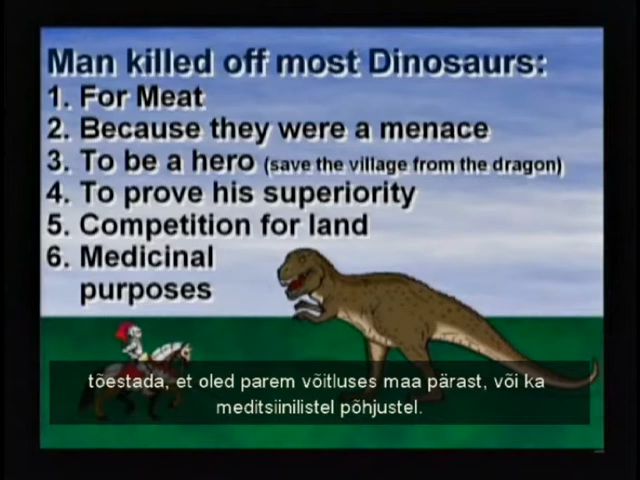 Man killed off most Dinosaurs:
1. For Meat
2. Because they were a menace
3. To be a hero (save the village from the dragon)
4. To prove his superiority
5. Competition for land
6. Medicinal
purposes
tõestada, et oled parem võitluses maa pärast, või ka
meditsiinilistel põhjustel.